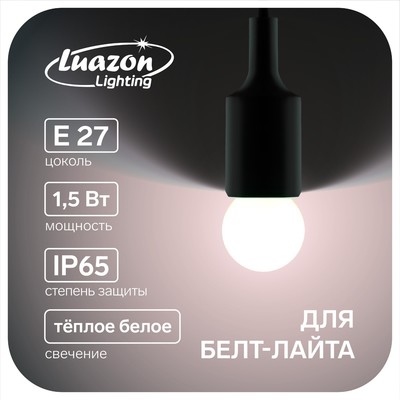 Luazon
Lighting
E 27
цоколь
1,5 Вт
мощность
IP65
степень защиты
тёплое белое
свечение
ДЛЯ
БЕЛТ-ЛАЙТА